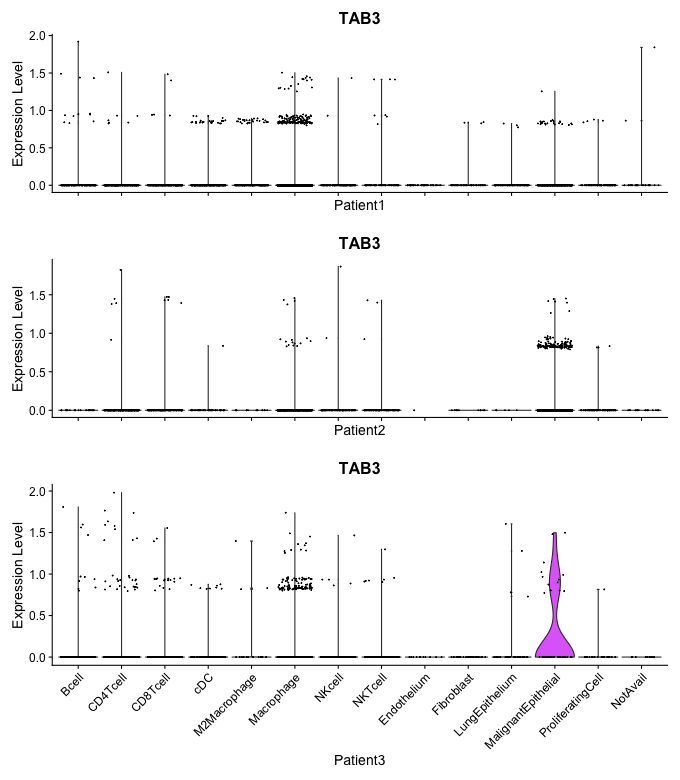 TAB3
Expression Level
2.0
1.5
1.0
0.5
0.0
Patient1
TAB3
Expression Level
1.5
1.0
0.5
0.0
Patient2
TAB3
Expression Level
2.0
1.5
1.0
0.5
0.0
Bcell
CD4Tcell
CD8Tcell
cDC
M2Macrophage
Macrophage
NKcell
NKTcell
Endothelium
Fibroblast
LungEpithelium
MalignantEpithelial
ProliferatingCell
NotAvail
Patient3